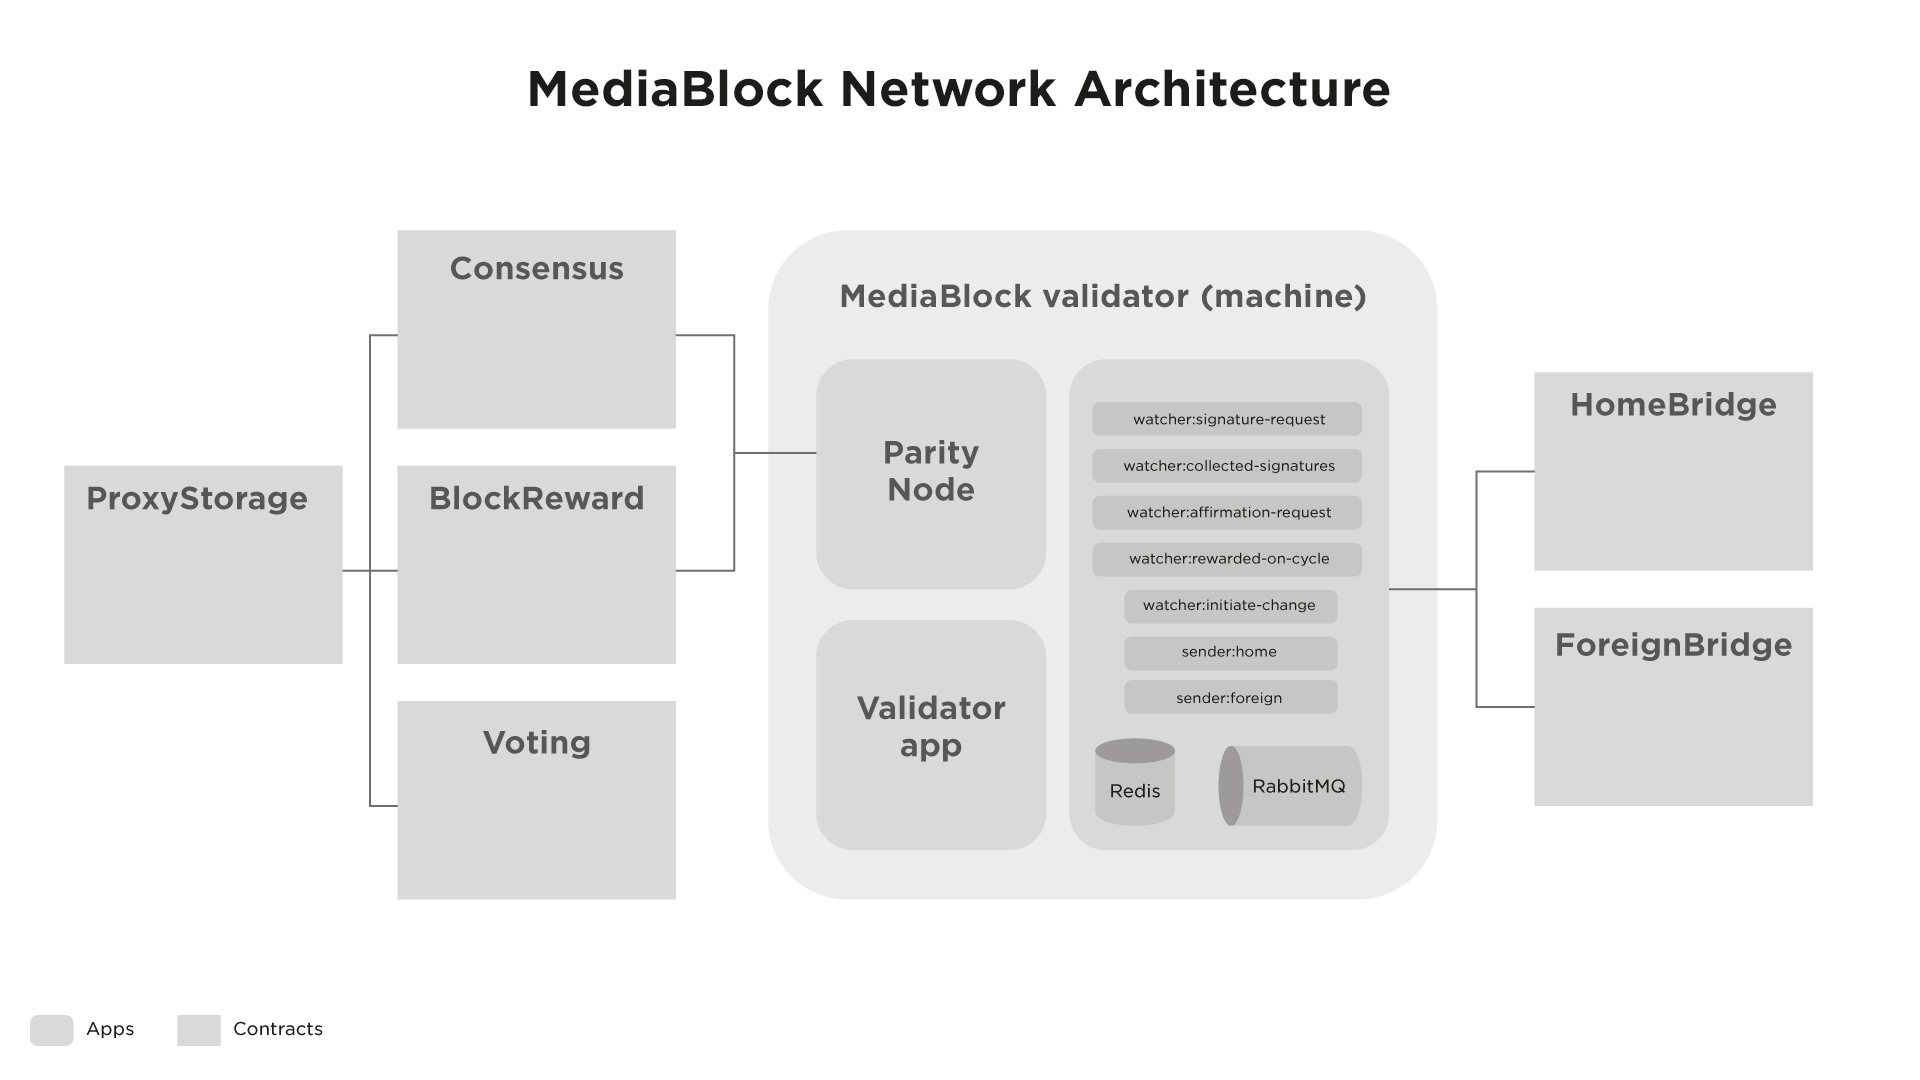 MediaBlock Network Architecture
ProxyStorage
Consensus
BlockReward
Voting
MediaBlock validator (machine)
Parity
Node
Validator
app
watcher:signature-request
watcher:collected-signatures
watcher:affirmation-request
watcher:rewarded-on-cycle
watcher:initiate-change
sender:home
sender:foreign
Redis
RabbitMQ
HomeBridge
ForeignBridge
Apps
Contracts